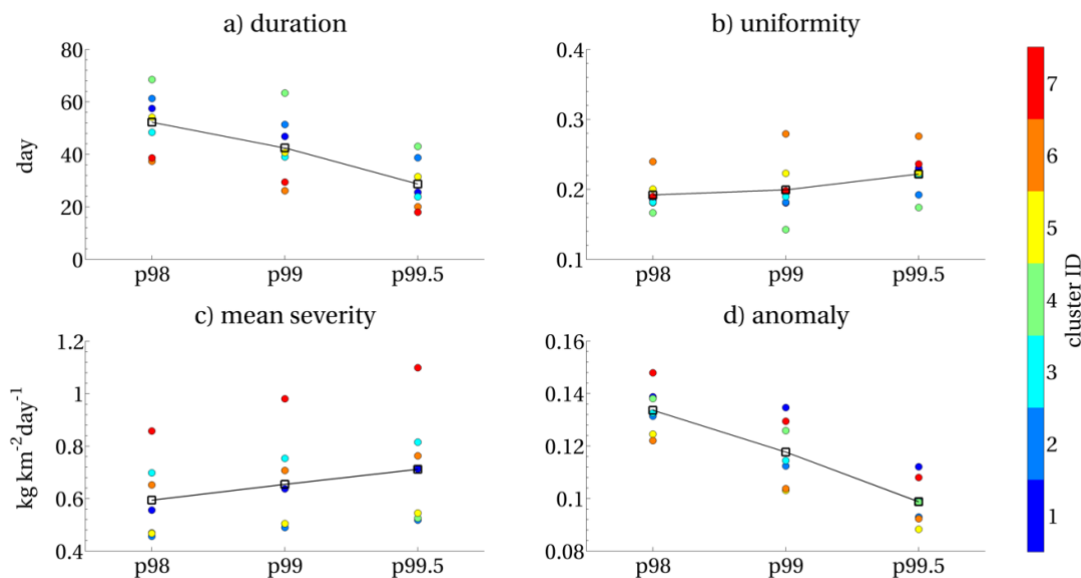 a) duration
b) uniformity
80
60
40
20
0
day
p98
p99
p99.5
0.4
0.3
0.2
0.1
p98
p99
p99.5
c) mean severity
d) anomaly
1.2
1
0.8
0.6
0.4
kg km-2day-1
p98
p99
p99.5
0.16
0.14
0.12
0.1
0.08
p98
p99
p99.5
7
6
5
4
3
2
1
cluster ID